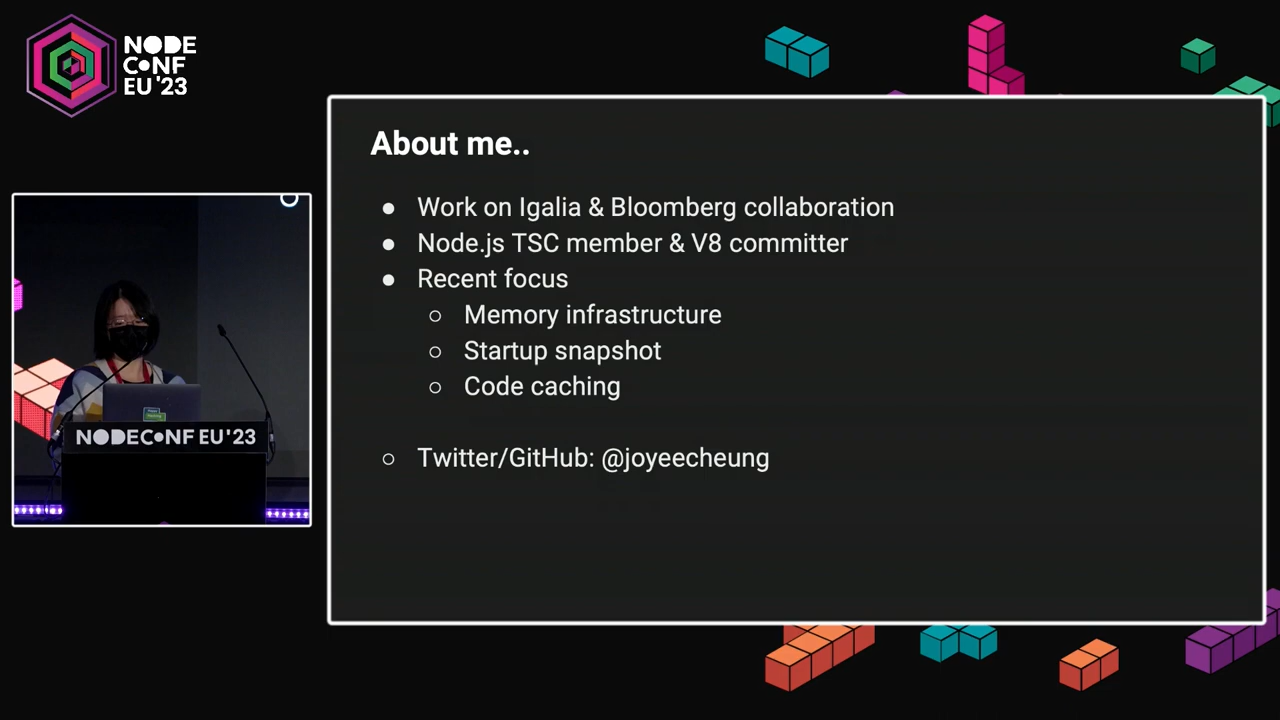 NODE
CONF
EU '23
About me..
● Work on Igalia & Bloomberg collaboration
● Node.js TSC member & V8 committer
● Recent focus
○ Memory infrastructure
○ Startup snapshot
○ Code caching
○ Twitter/GitHub: @joyeecheung
NODECONF EU'23